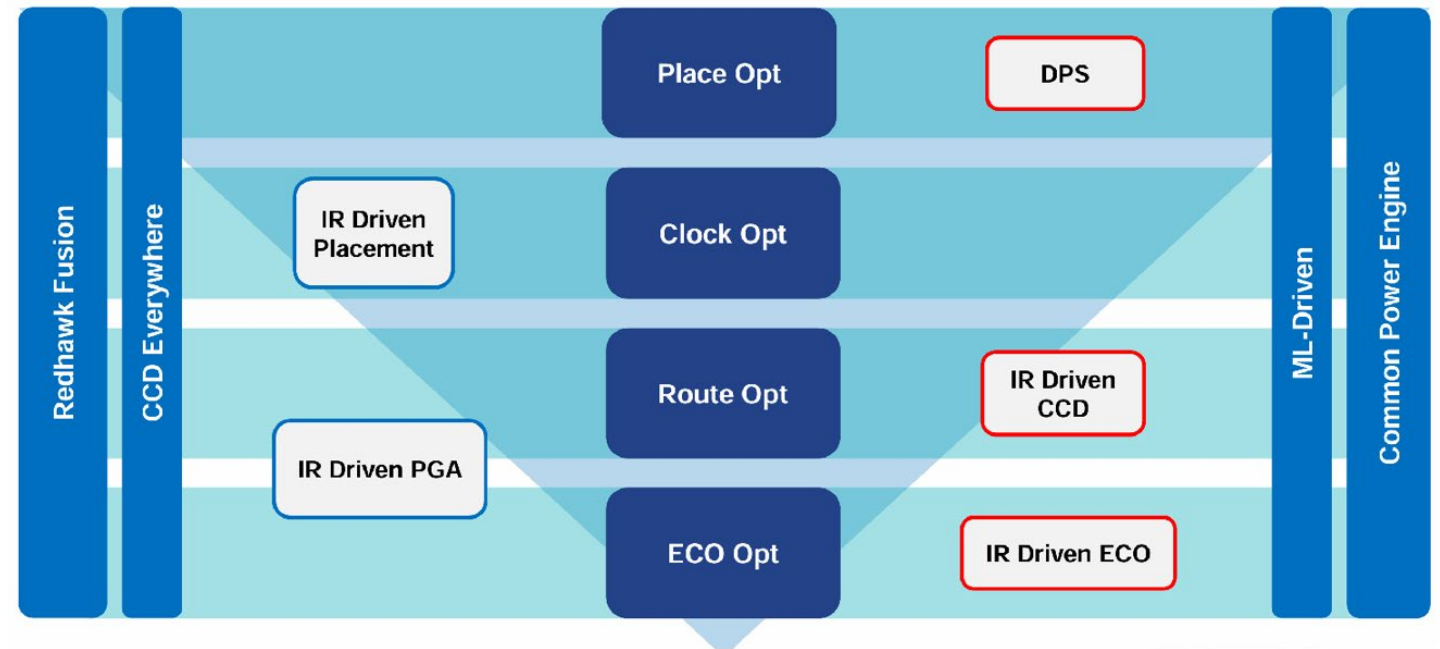 Redhawk Fusion
CCD Everywhere
Place Opt
DPS
IR Driven
Placement
Clock Opt
Route Opt
IR Driven
CCD
IR Driven PGA
ECO Opt
IR Driven ECO
ML-Driven
Common Power Engine